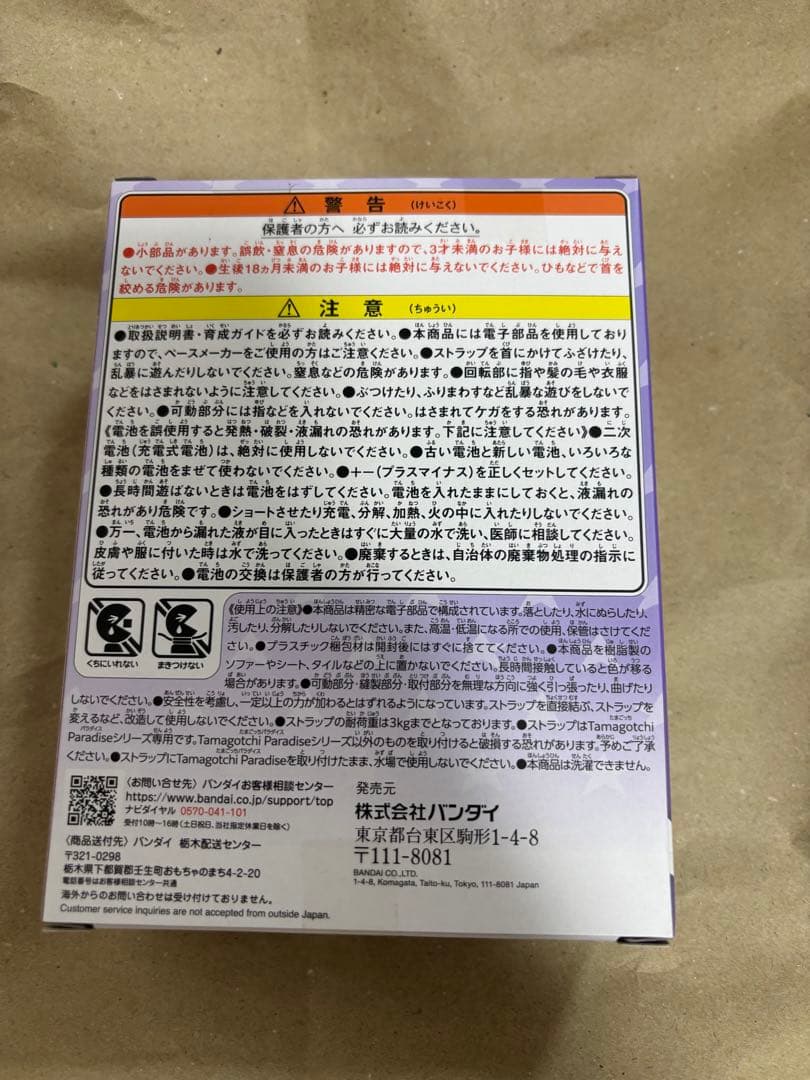 ⚠ 警告 (けいこく)
保護者の方へ 必ずお読みください。
●小部品があります。誤飲・窒息の危険がありますので、3才未満のお子様には絶対に与え
ないでください。●生後18ヵ月未満のお子様には絶対に与えないでください。ひもなどで首を
絞める危険があります。
⚠ 注意 (ちゅうい)
●取扱説明書・育成ガイドを必ずお読みください。●本商品には電子部品を使用しており
ますので、ペースメーカーをご使用の方はご注意ください。●ストラップを首にかけてふざけたり、
乱暴に遊んだりしないでください。窒息などの危険があります。●回転部に指や髪の毛や衣服
などをはさまれないように注意してください。●ぶつけたり、ふりまわすなど乱暴な遊びをしないで
ください。●可動部分には指などを入れないでください。はさまれてケガをする恐れがあります。
《電池を誤使用すると発熱・破裂・液漏れの恐れがあります。下記に注意してください》●二次
電池(充電式電池)は、絶対に使用しないでください。●古い電池と新しい電池、いろいろな
種類の電池をまぜて使わないでください。●+-(プラスマイナス)を正しくセットしてください。
●長時間遊ばないときは電池をはずしてください。電池を入れたままにしておくと、液漏れの
恐れがあり危険です。●ショートさせたり充電、分解、加熱、火の中に入れたりしないでください。
●万一、電池から漏れた液が目に入ったときはすぐに大量の水で洗い、医師に相談してください。
皮膚や服に付いた時は水で洗ってください。●廃棄するときは、自治体の廃棄物処理の指示に
従ってください。●電池の交換は保護者の方が行ってください。
くちにいれない
まきつけない
《使用上の注意》●本商品は精密な電子部品で構成されています。落としたり、水にぬらしたり、
汚したり、分解したりしないでください。また、高温・低温になる所での使用、保管はさけてくださ
い。●プラスチック梱包材は開封後にはすぐに捨ててください。●本商品を樹脂製の
ソファーやシート、タイルなどの上に置かないでください。長時間接触していると色が移る
場合があります。●可動部分・縫製部分・取付部分を無理な方向に強く引っ張ったり、曲げたり
しないでください。●安全性を考慮し、一定以上の力が加わるとはずれるようになっています。ストラップを直接結ぶ、ストラップを
変えるなど、改造して使用しないでください。●ストラップの耐荷重は3kgまでとなっております。●ストラップはTamagotchi
Paradiseシリーズ専用です。Tamagotchi Paradiseシリーズ以外のものを取り付けると破損する恐れがあります。予めご了承
ください。●ストラップにTamagotchi Paradiseを取り付けたまま、水場で使用しないでください。●本商品は洗濯できません。
〈お問い合せ先〉バンダイお客様相談センター
https://www.bandai.co.jp/support/top
ナビダイヤル 0570-041-101
受付10時~16時(土日祝日、当社指定休業日を除く)
〈商品送付先〉バンダイ 栃木配送センター
〒321-0298
栃木県下都賀郡壬生町おもちゃのまち4-2-20
電話番号はお客様相談センター共通
海外からのお問い合わせは受け付けておりません。
Customer service inquiries are not accepted from outside Japan.
発売元
株式会社バンダイ
東京都台東区駒形1-4-8
〒111-8081
BANDAI CO.,LTD.
1-4-8, Komagata, Taito-ku, Tokyo, 111-8081 Japan